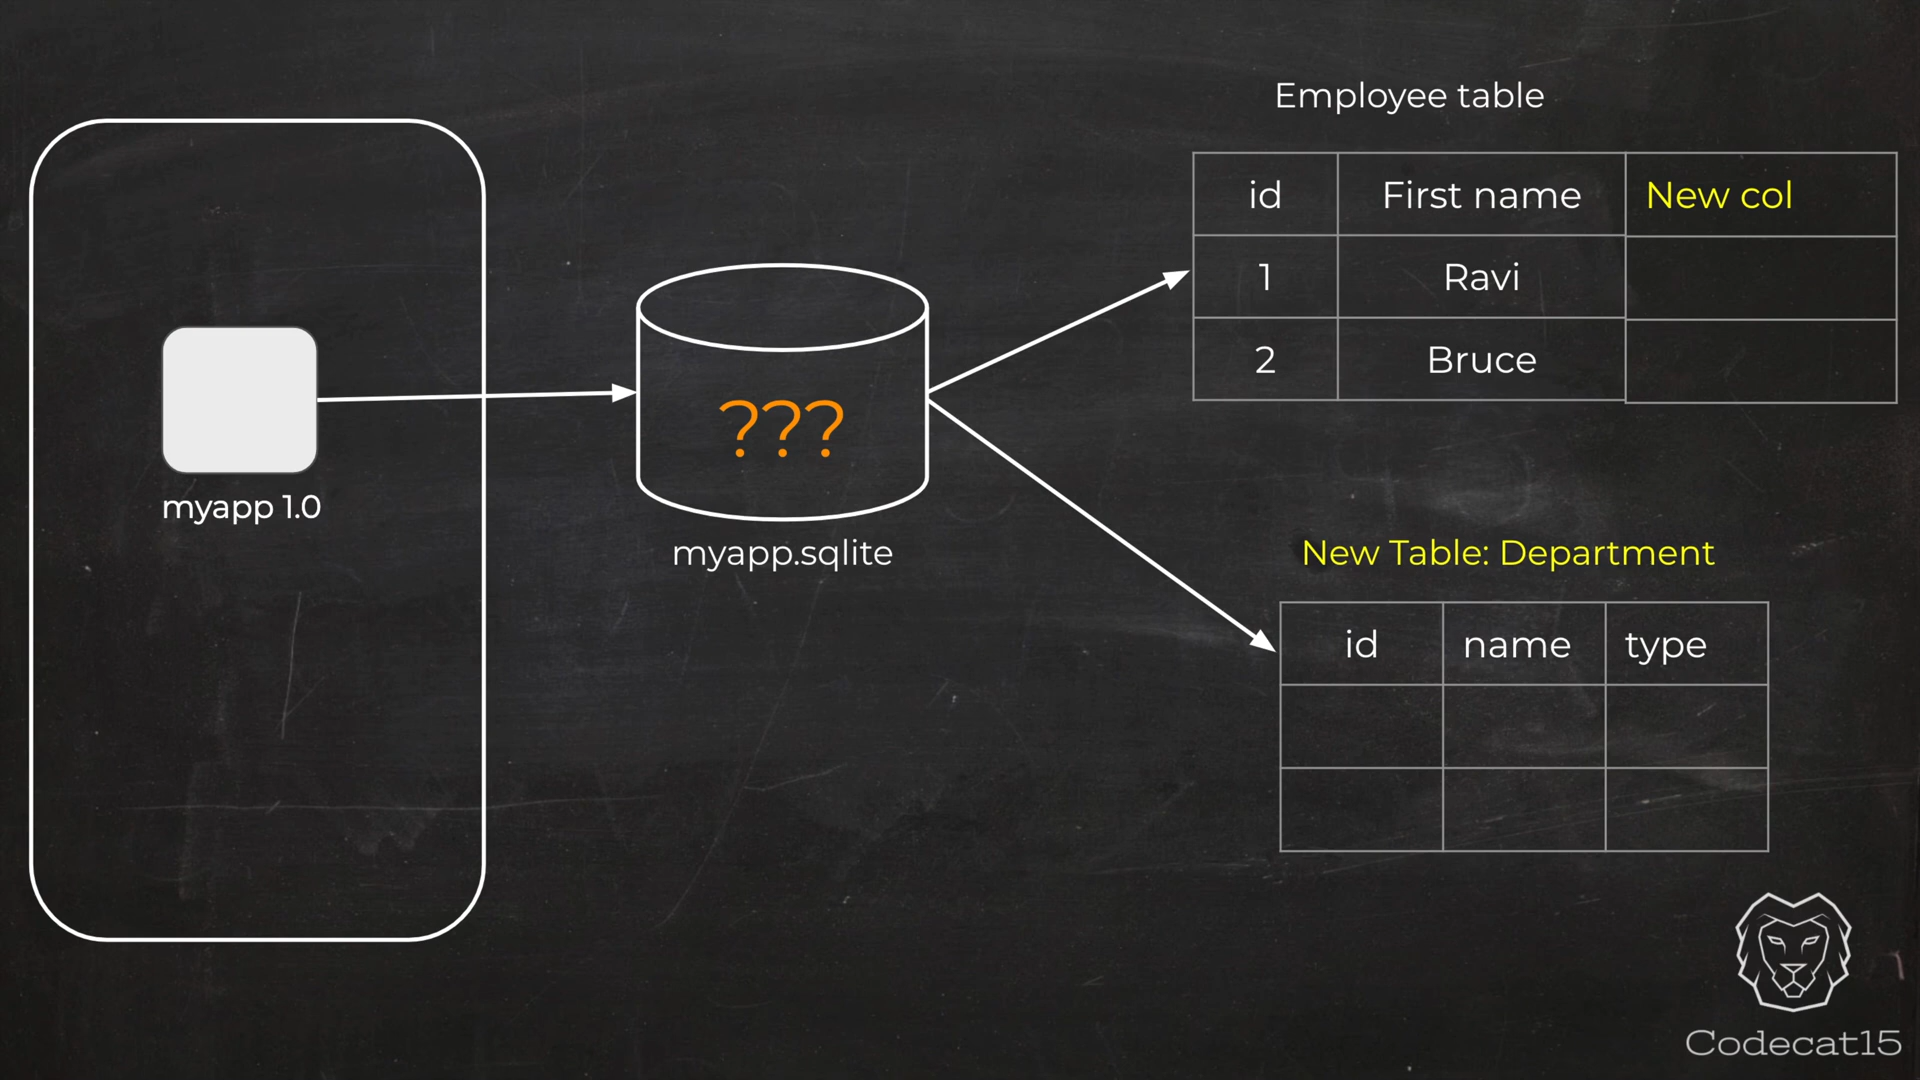 Employee table
id First name New col
1 Ravi
2 Bruce
???
myapp 1.0
myapp.sqlite
New Table: Department
id name type
Codecat15